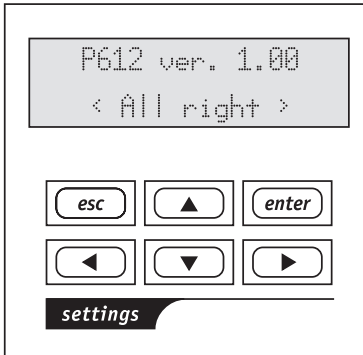 P612 ver. 1.00
< All right >
esc
enter
settings